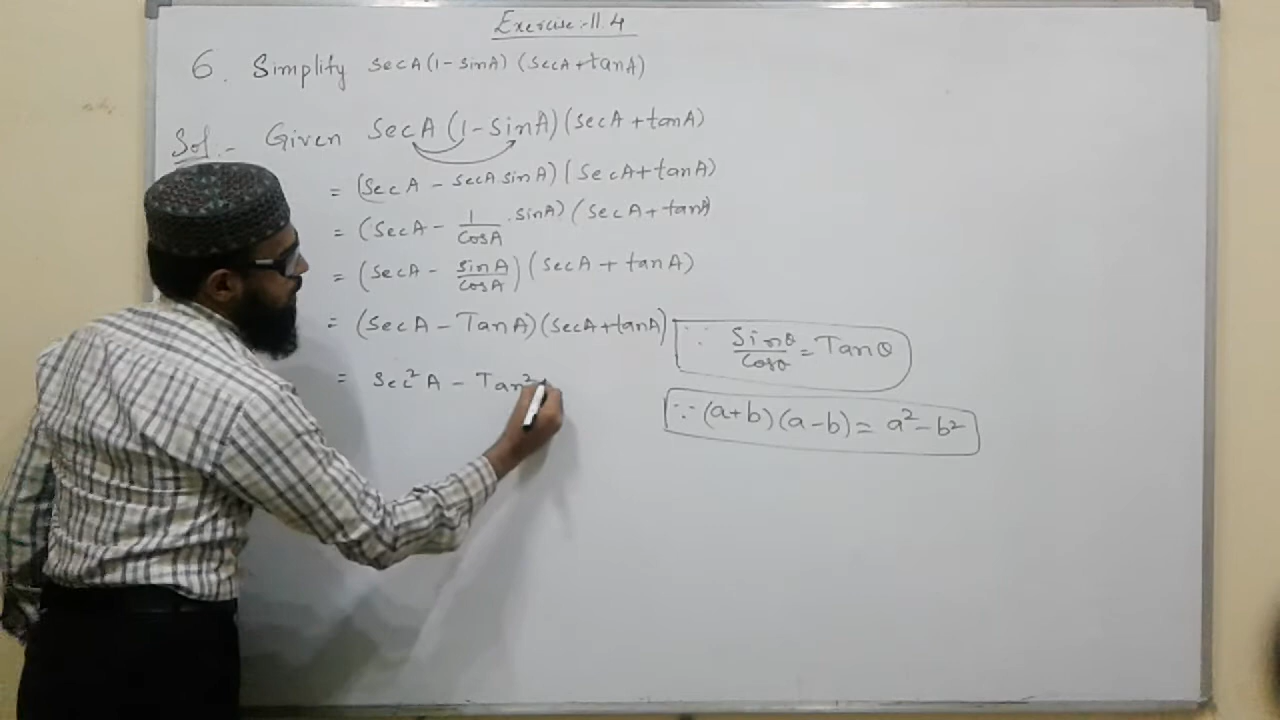 Exercise:-11.4
6. Simplify secA(1-sinA) (secA+tanA)
Sol:- Given SecA(1-sinA)(secA+tanA)
= (SecA - secA sinA) (SecA+tanA)
= (SecA - 1/CosA .sinA) (SecA+tanA)
= (SecA - sinA/cosA) (secA + tanA)
= (SecA - TanA)(secA+tanA)
∵ Sinθ/Cosθ = Tanθ
= Sec²A - Tan²
∵ (a+b)(a-b) = a²-b²